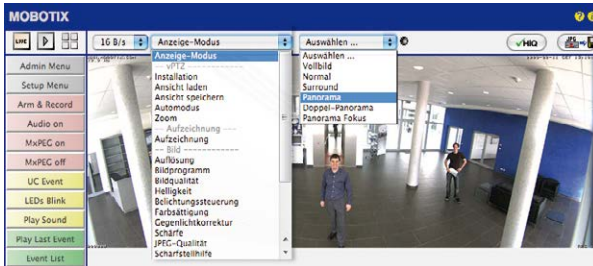 MOBOTIX
LIVE
16 B/s
Anzeige-Modus
Auswählen ...
HIQ
JPG
Admin Menu
Setup Menu
Arm & Record
Audio on
MxPEG on
MxPEG off
UC Event
LEDs Blink
Play Sound
Play Last Event
Event List
Anzeige-Modus
-- vPTZ --
Installation
Ansicht laden
Ansicht speichern
Automodus
Zoom
-- Aufzeichnung --
Aufzeichnung
-- Bild --
Auflösung
Bildprogramm
Bildqualität
Helligkeit
Belichtungssteuerung
Farbsättigung
Gegenlichtkorrektur
Schärfe
JPEG-Qualität
Scharfstellhilfe
Auswählen ...
Vollbild
Normal
Surround
Panorama
Doppel-Panorama
Panorama Fokus